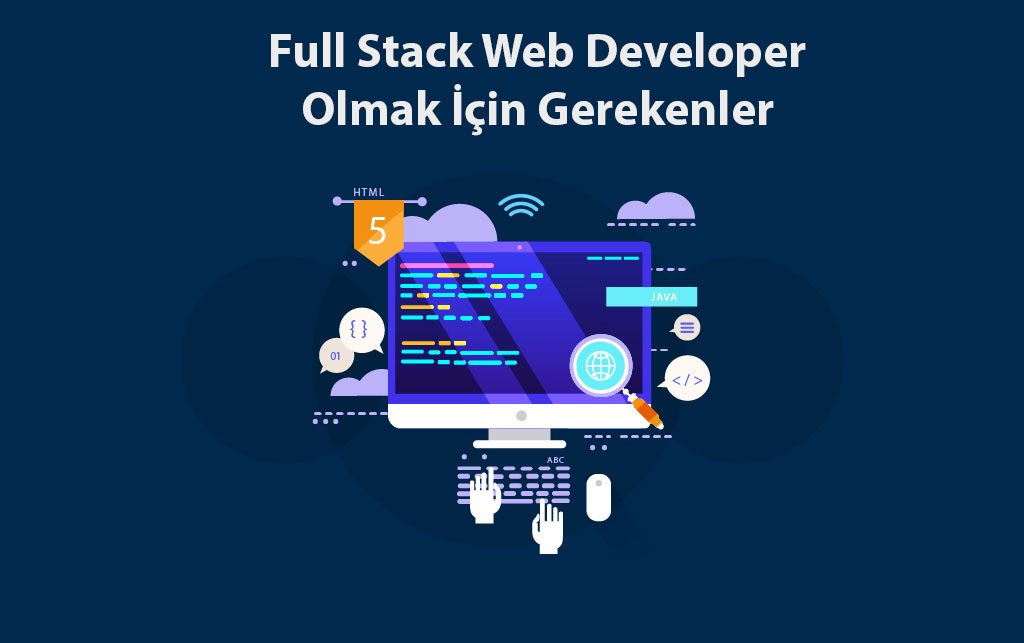 Full Stack Web Developer
Olmak İçin Gerekenler
HTML
5
JAVA
{ }
01
</>
ABC